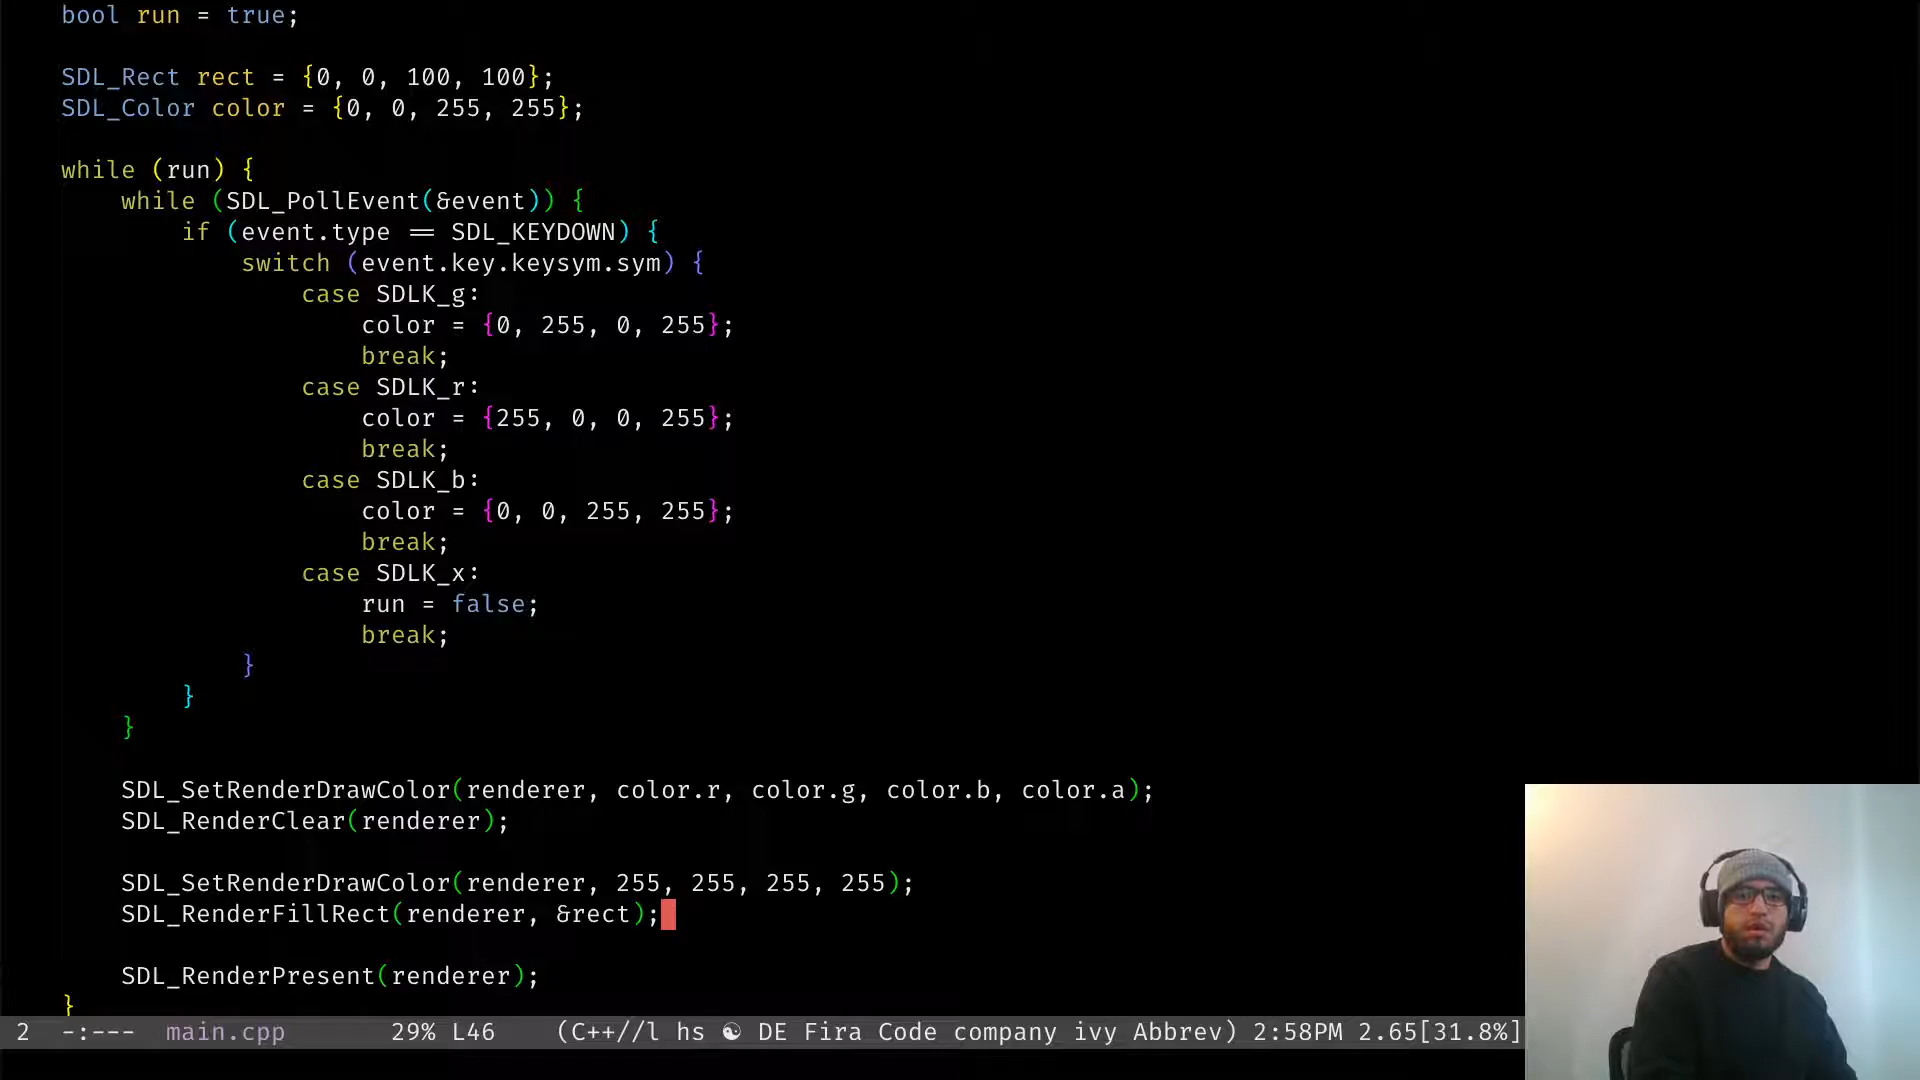 bool run = true;
SDL_Rect rect = {0, 0, 100, 100};
SDL_Color color = {0, 0, 255, 255};
while (run) {
while (SDL_PollEvent(&event)) {
if (event.type == SDL_KEYDOWN) {
switch (event.key.keysym.sym) {
case SDLK_g:
color = {0, 255, 0, 255};
break;
case SDLK_r:
color = {255, 0, 0, 255};
break;
case SDLK_b:
color = {0, 0, 255, 255};
break;
case SDLK_x:
run = false;
break;
}
}
}
SDL_SetRenderDrawColor(renderer, color.r, color.g, color.b, color.a);
SDL_RenderClear(renderer);
SDL_SetRenderDrawColor(renderer, 255, 255, 255, 255);
SDL_RenderFillRect(renderer, &rect);
SDL_RenderPresent(renderer);
}
2 -:--- main.cpp 29% L46 (C++//l hs ☯ DE Fira Code company ivy Abbrev) 2:58PM 2.65[31.8%]